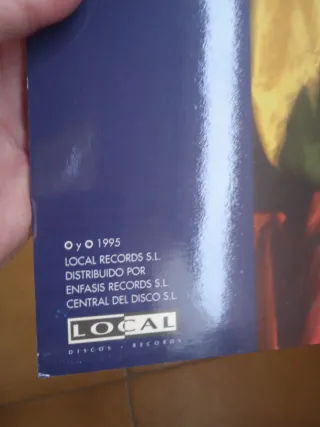 ℗ y © 1995
LOCAL RECORDS S.L.
DISTRIBUIDO POR
ENFASIS RECORDS S.L
CENTRAL DEL DISCO S.L.
LOCAL
DISCOS - RECORDS